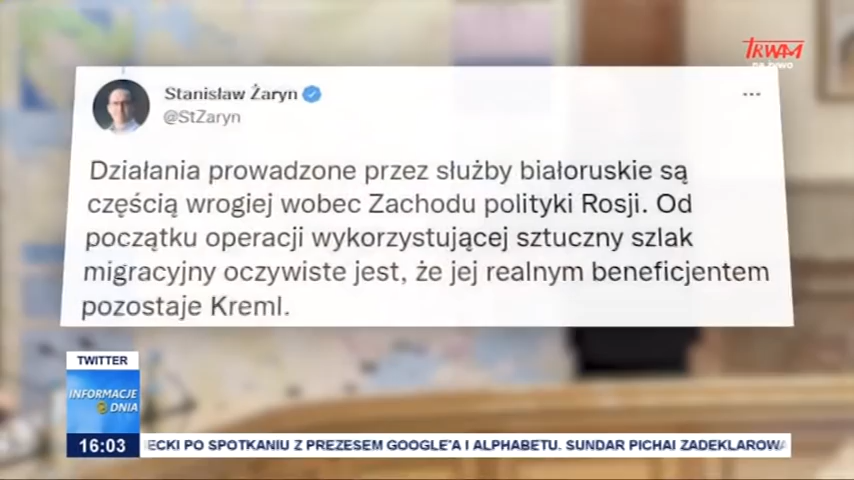 TRWAM
na żywo
Stanisław Żaryn
@StZaryn
Działania prowadzone przez służby białoruskie są
częścią wrogiej wobec Zachodu polityki Rosji. Od
początku operacji wykorzystującej sztuczny szlak
migracyjny oczywiste jest, że jej realnym beneficjentem
pozostaje Kreml.
TWITTER
INFORMACJE
DNIA
16:03
IECKI PO SPOTKANIU Z PREZESEM GOOGLE'A I ALPHABETU. SUNDAR PICHAI ZADEKLAROWA